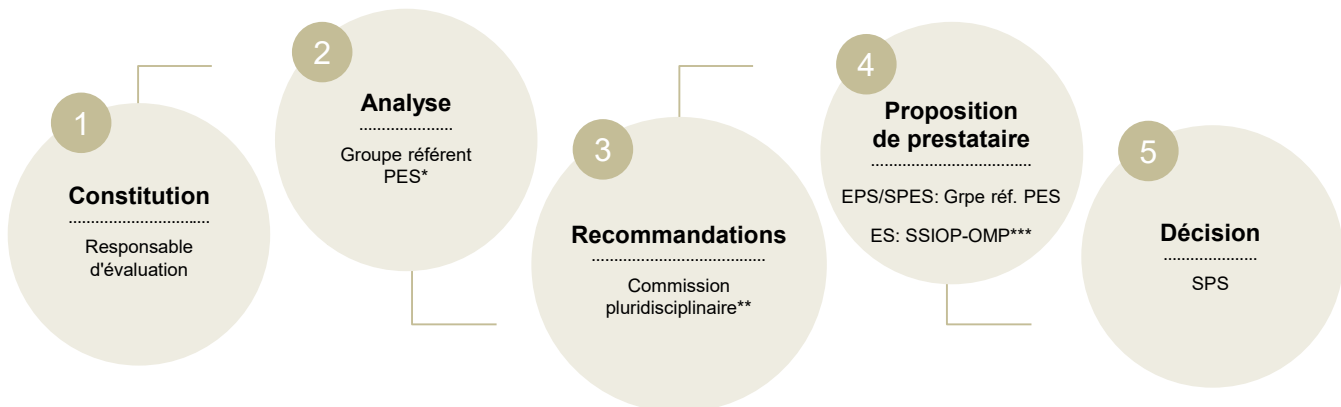 1
Constitution
Responsable
d'évaluation
2
Analyse
Groupe référent
PES*
3
Recommandations
Commission
pluridisciplinaire**
4
Proposition
de prestataire
EPS/SPES: Grpe réf. PES
ES: SSIOP-OMP***
5
Décision
SPS